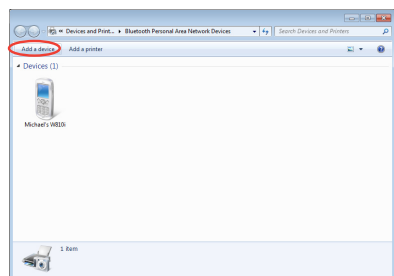 « Devices and Print... ▸ Bluetooth Personal Area Network Devices
Search Devices and Printers
Add a device
Add a printer
Devices (1)
Michael's W810i
1 item